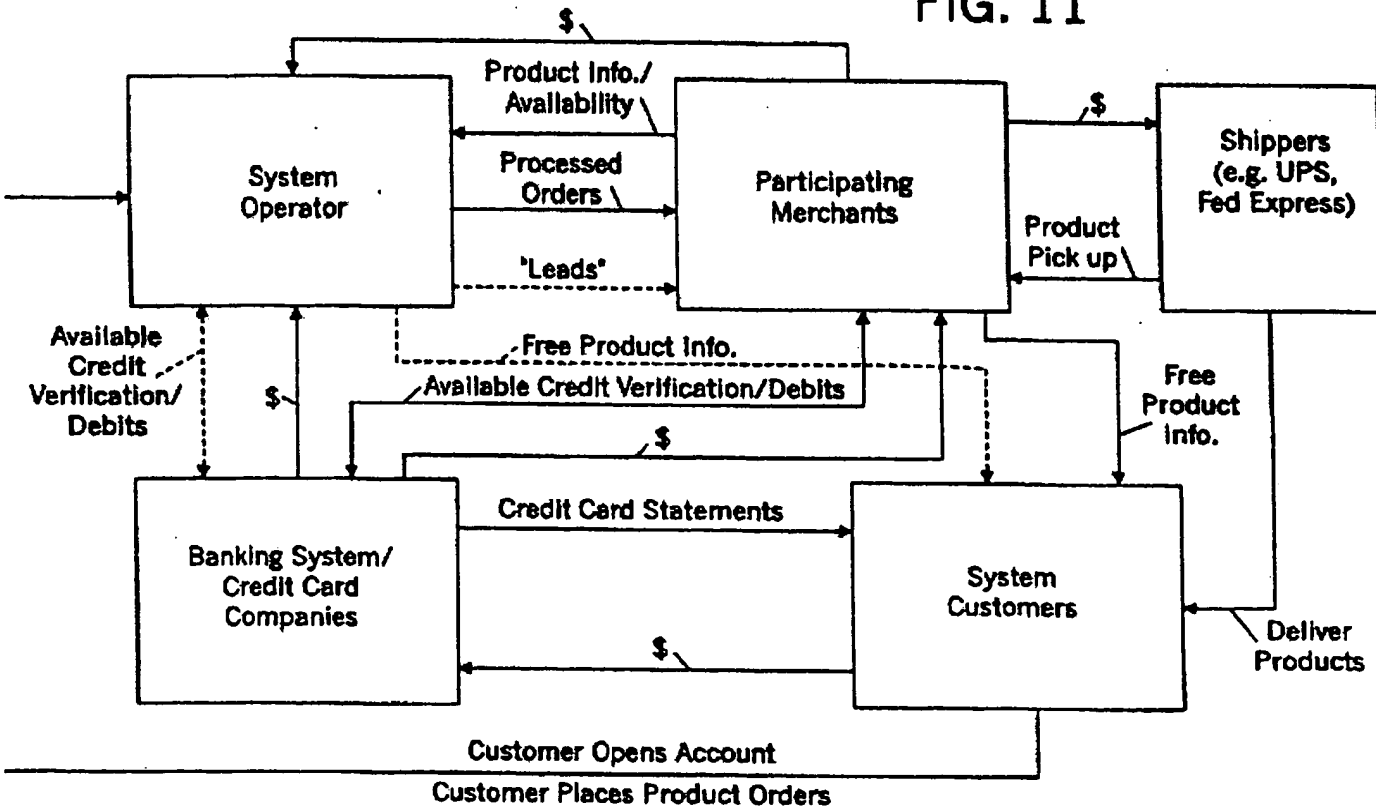 FIG. 11
$
Product Info./
Availability
$
System
Operator
Processed
Orders
Participating
Merchants
Shippers
(e.g. UPS,
Fed Express)
Product
Pick up
"Leads"
Available
Credit
Verification/
Debits
Free Product Info.
Available Credit Verification/Debits
$
$
Free
Product
Info.
Credit Card Statements
Banking System/
Credit Card
Companies
System
Customers
$
Deliver
Products
Customer Opens Account
Customer Places Product Orders